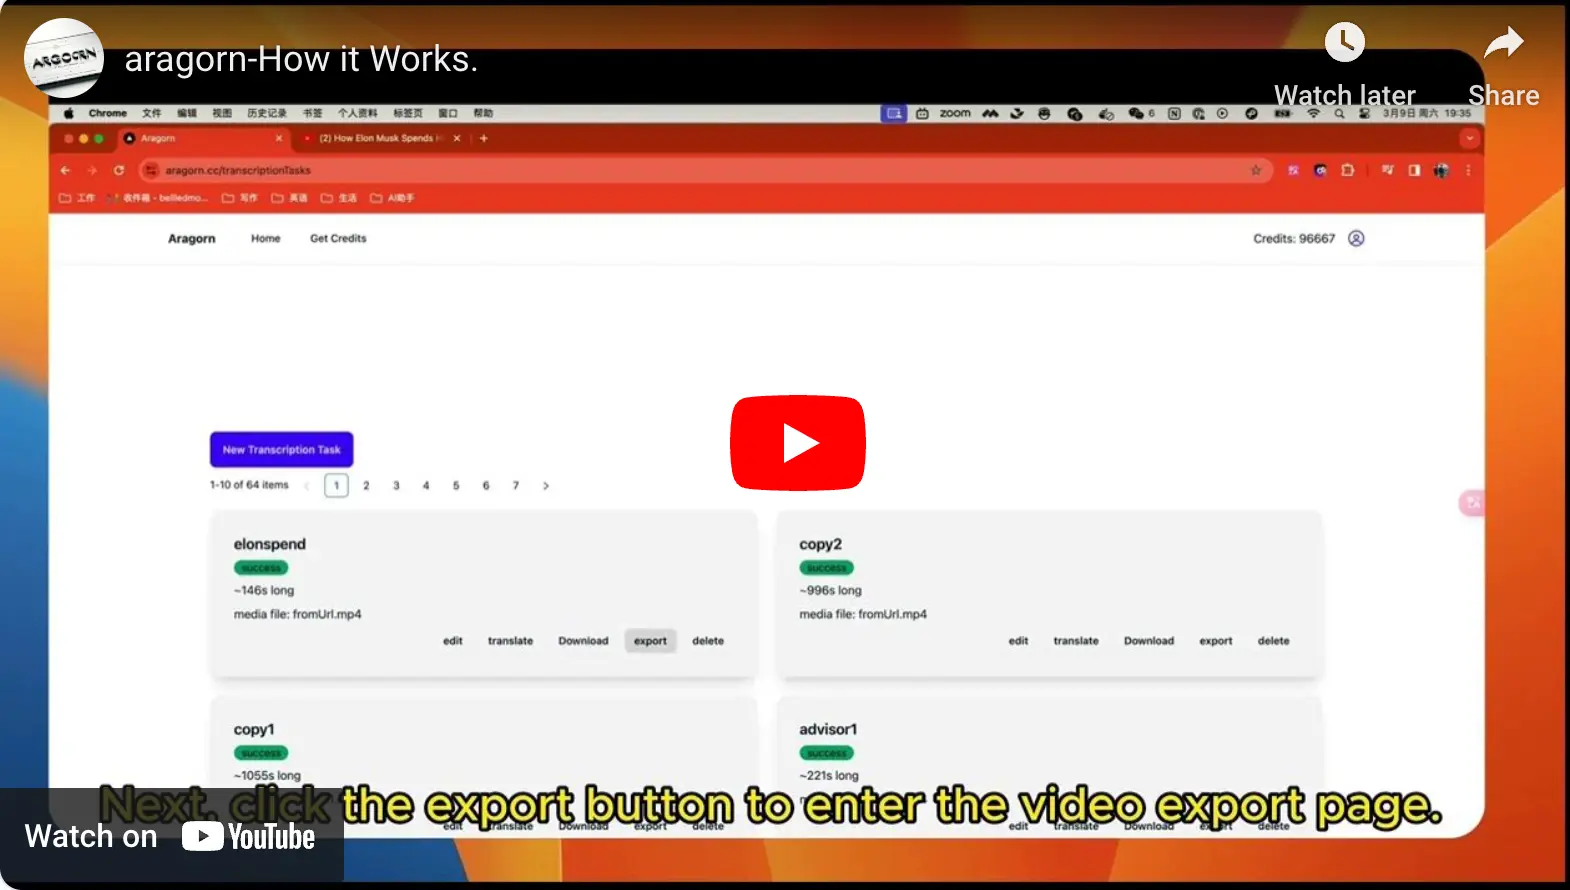 ARGOCRN
aragorn-How it Works.
Watch later
Share
Chrome 文件 编辑 视图 历史记录 书签 个人资料 标签页 窗口 帮助
zoom
6
3月9日 周六 19:35
Aragorn
(2) How Elon Musk Spends
aragorn.cc/transcriptionTasks
工作 收件箱 - beiliedmo... 写作 英语 生活 AI助手
Aragorn Home Get Credits Credits: 96667
New Transcription Task
1-10 of 64 items 1 2 3 4 5 6 7
elonspend
success
~146s long
media file: fromUrl.mp4
edit translate Download export delete
copy2
success
~996s long
media file: fromUrl.mp4
edit translate Download export delete
copy1
success
~1055s long
edit translate Download export delete
advisor1
success
~221s long
edit translate Download export delete
Next, click the export button to enter the video export page.
Watch on YouTube